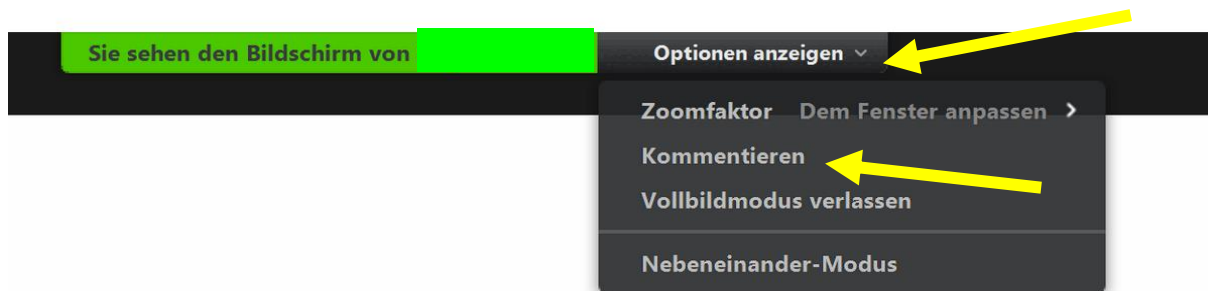 Sie sehen den Bildschirm von
Optionen anzeigen
Zoomfaktor Dem Fenster anpassen
Kommentieren
Vollbildmodus verlassen
Nebeneinander-Modus